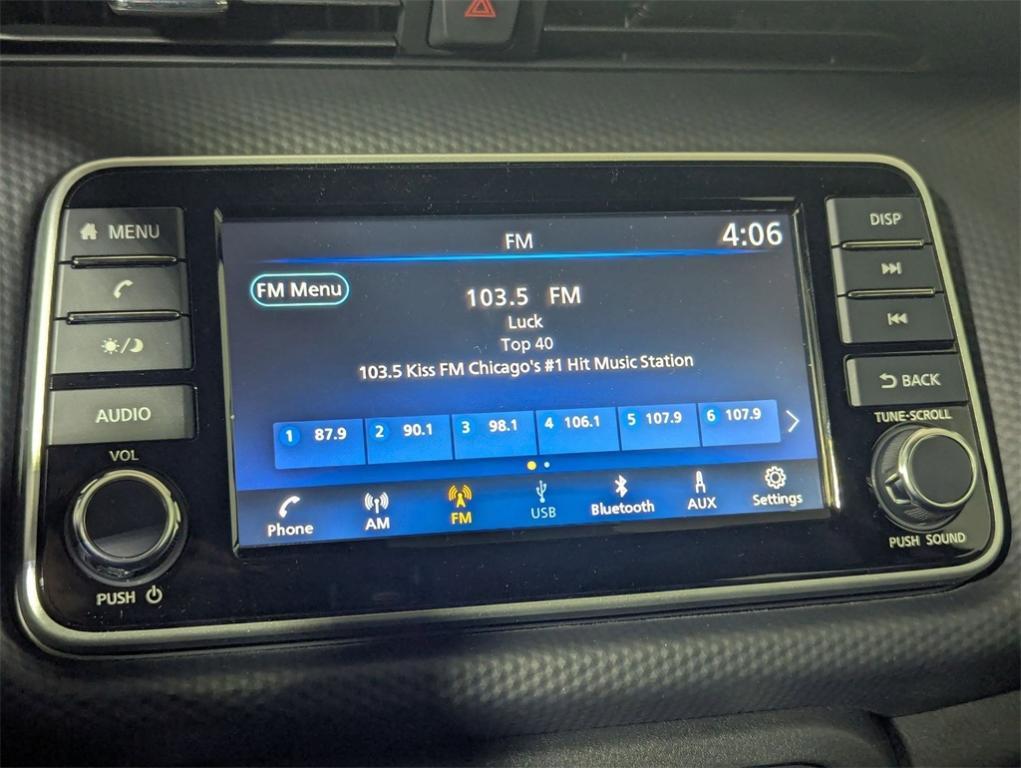 MENU
AUDIO
VOL
PUSH
FM
4:06
FM Menu
103.5 FM
Luck
Top 40
103.5 Kiss FM Chicago's #1 Hit Music Station
1 87.9 2 90.1 3 98.1 4 106.1 5 107.9 6 107.9
Phone AM FM USB Bluetooth AUX Settings
DISP
BACK
TUNE·SCROLL
PUSH SOUND